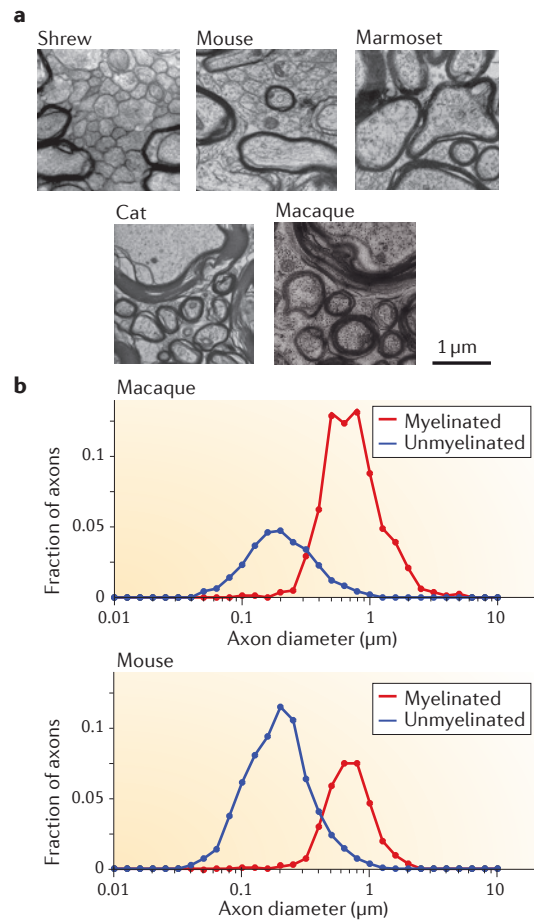 a
Shrew Mouse Marmoset
Cat Macaque
1 µm
b
Macaque
Myelinated
Unmyelinated
0.1
0.05
0
Fraction of axons
0.01 0.1 1 10
Axon diameter (µm)
Mouse
Myelinated
Unmyelinated
0.1
0.05
0
Fraction of axons
0.01 0.1 1 10
Axon diameter (µm)